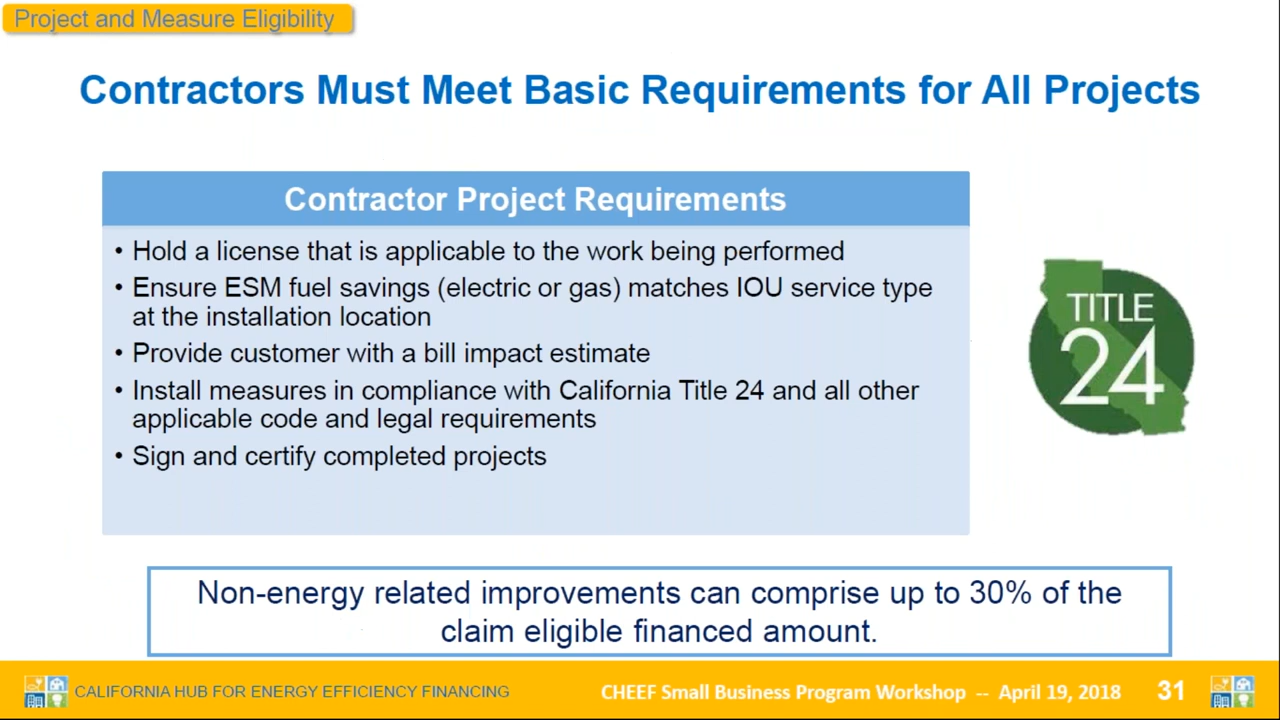 Project and Measure Eligibility
Contractors Must Meet Basic Requirements for All Projects
Contractor Project Requirements
• Hold a license that is applicable to the work being performed
• Ensure ESM fuel savings (electric or gas) matches IOU service type
at the installation location
• Provide customer with a bill impact estimate
• Install measures in compliance with California Title 24 and all other
applicable code and legal requirements
• Sign and certify completed projects
TITLE
24
Non-energy related improvements can comprise up to 30% of the
claim eligible financed amount.
CALIFORNIA HUB FOR ENERGY EFFICIENCY FINANCING
CHEEF Small Business Program Workshop -- April 19, 2018
31